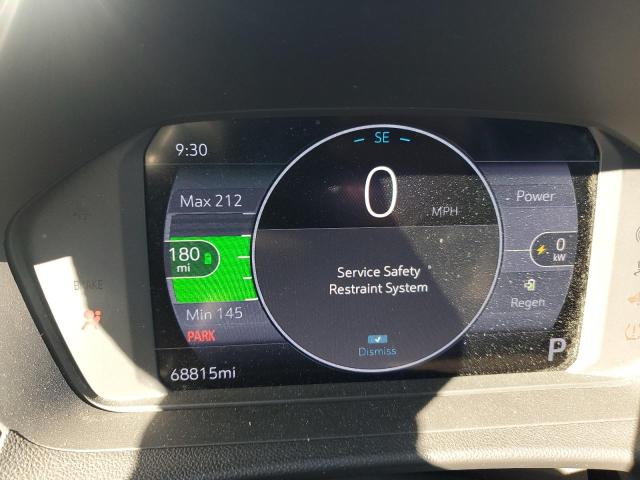 SE
9:30
0
MPH
Max 212
Power
180
mi
0
kW
Service Safety
Restraint System
Regen
BRAKE
Min 145
PARK
Dismiss
P
68815mi